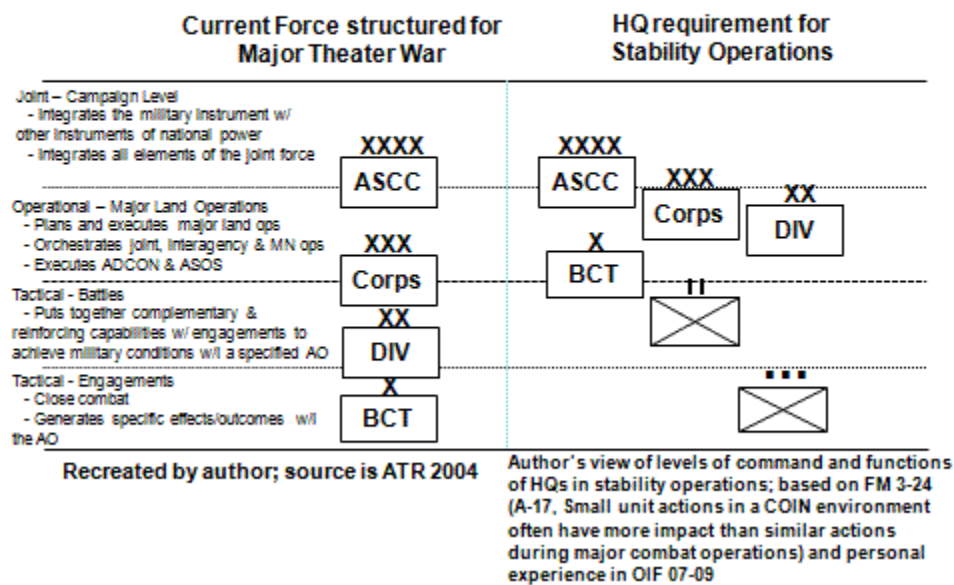 Current Force structured for
Major Theater War
HQ requirement for
Stability Operations
Joint – Campaign Level
- Integrates the military Instrument w/
other Instruments of national power
- Integrates all elements of the joint force
XXXX
ASCC
XXXX
ASCC
XXX
Corps
XX
DIV
Operational – Major Land Operations
- Plans and executes major land ops
- Orchestrates joint, Interagency & MN ops
- Executes ADCON & ASOS
XXX
Corps
X
BCT
II
Tactical - Battles
- Puts together complementary &
reinforcing capabilities w/ engagements to
achieve military conditions w/I a specified AO
XX
DIV
Tactical - Engagements
- Close combat
- Generates specific effects/outcomes w/I
the AO
X
BCT
...
Recreated by author; source is ATR 2004
Author's view of levels of command and functions
of HQs in stability operations; based on FM 3-24
(A-17, Small unit actions in a COIN environment
often have more impact than similar actions
during major combat operations) and personal
experience in OIF 07-09